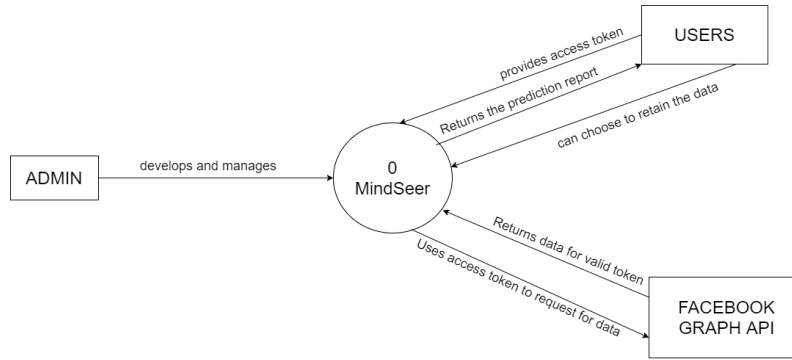 USERS
provides access token
Returns the prediction report
can choose to retain the data
ADMIN
develops and manages
0
MindSeer
Returns data for valid token
Uses access token to request for data
FACEBOOK
GRAPH API